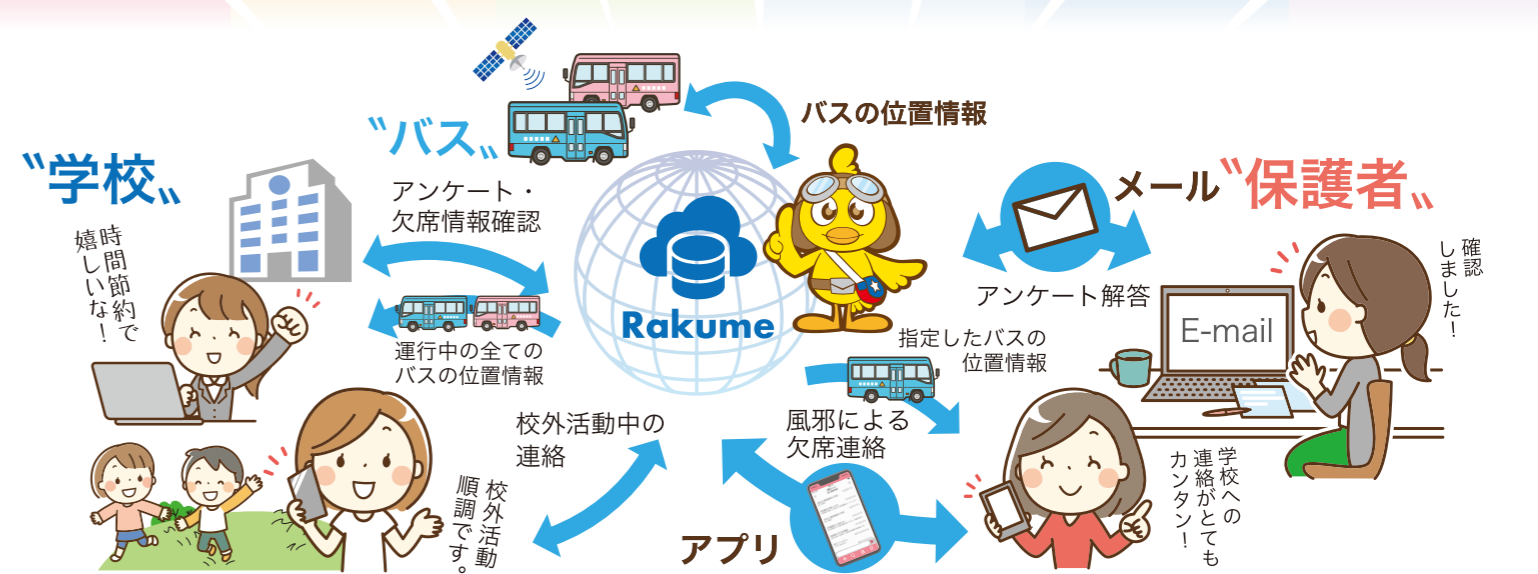 〝学校〟
時間節約で
嬉しいな！
〝バス〟
アンケート・
欠席情報確認
運行中の全ての
バスの位置情報
校外活動中の
連絡
校外活動
順調です。
バスの位置情報
Rakume
メール
〝保護者〟
アンケート解答
E-mail
確認
しました！
指定したバスの
位置情報
風邪による
欠席連絡
アプリ
学校への
連絡がとても
カンタン！